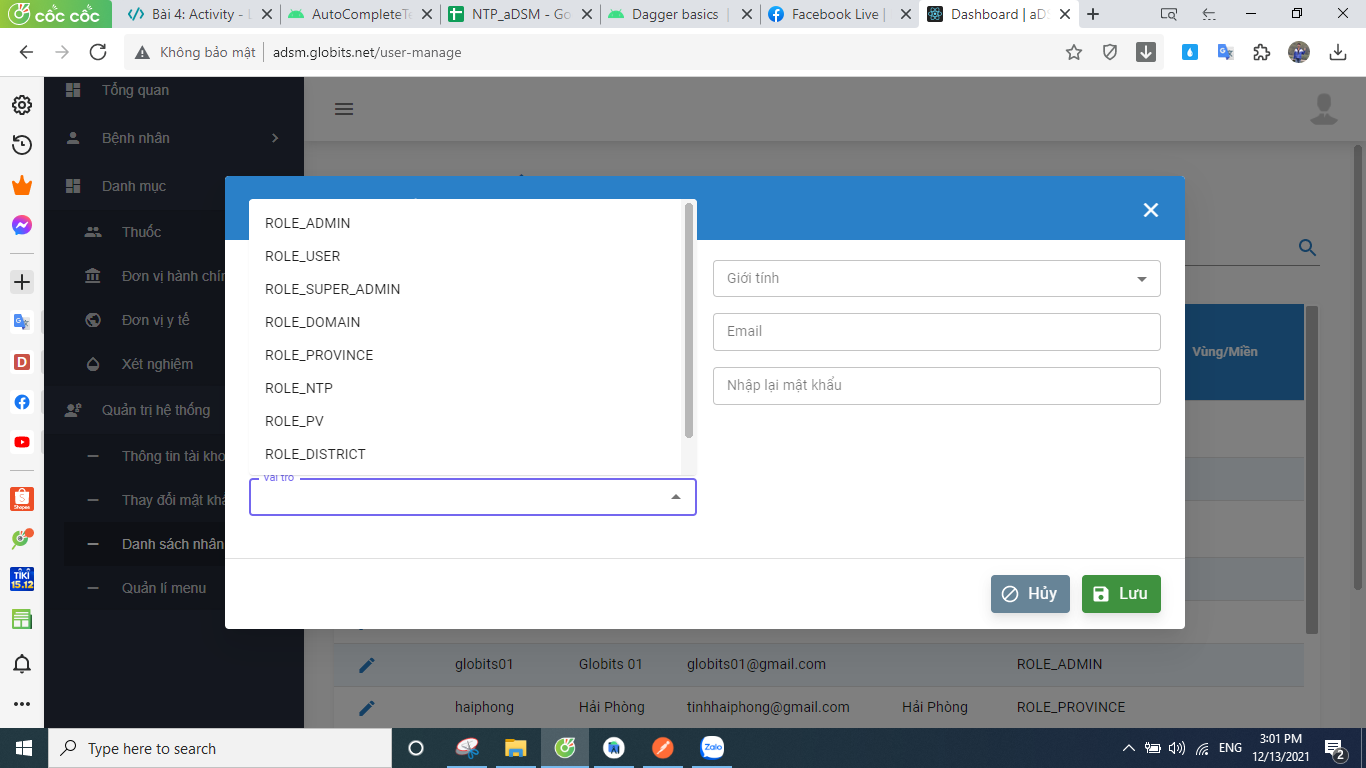 cốc cốc
Bài 4: Activity - D
AutoCompleteTe
NTP_aDSM - Go
Dagger basics
Facebook Live |
Dashboard | aDS
Không bảo mật
adsm.globits.net/user-manage
Tổng quan
Bệnh nhân
Danh mục
Thuốc
Đơn vị hành chín
Đơn vị y tế
Xét nghiệm
Quản trị hệ thống
Thông tin tài kho
Thay đổi mật khẩ
Danh sách nhân
Quản lí menu
ROLE_ADMIN
ROLE_USER
ROLE_SUPER_ADMIN
ROLE_DOMAIN
ROLE_PROVINCE
ROLE_NTP
ROLE_PV
ROLE_DISTRICT
Vai trò
Giới tính
Email
Nhập lại mật khẩu
Hủy
Lưu
Vùng/Miền
globits01 Globits 01 globits01@gmail.com ROLE_ADMIN
haiphong Hải Phòng tinhhaiphong@gmail.com Hải Phòng ROLE_PROVINCE
D
Shopee
TIKI
15.12
Type here to search
Zalo
ENG
3:01 PM
12/13/2021
2